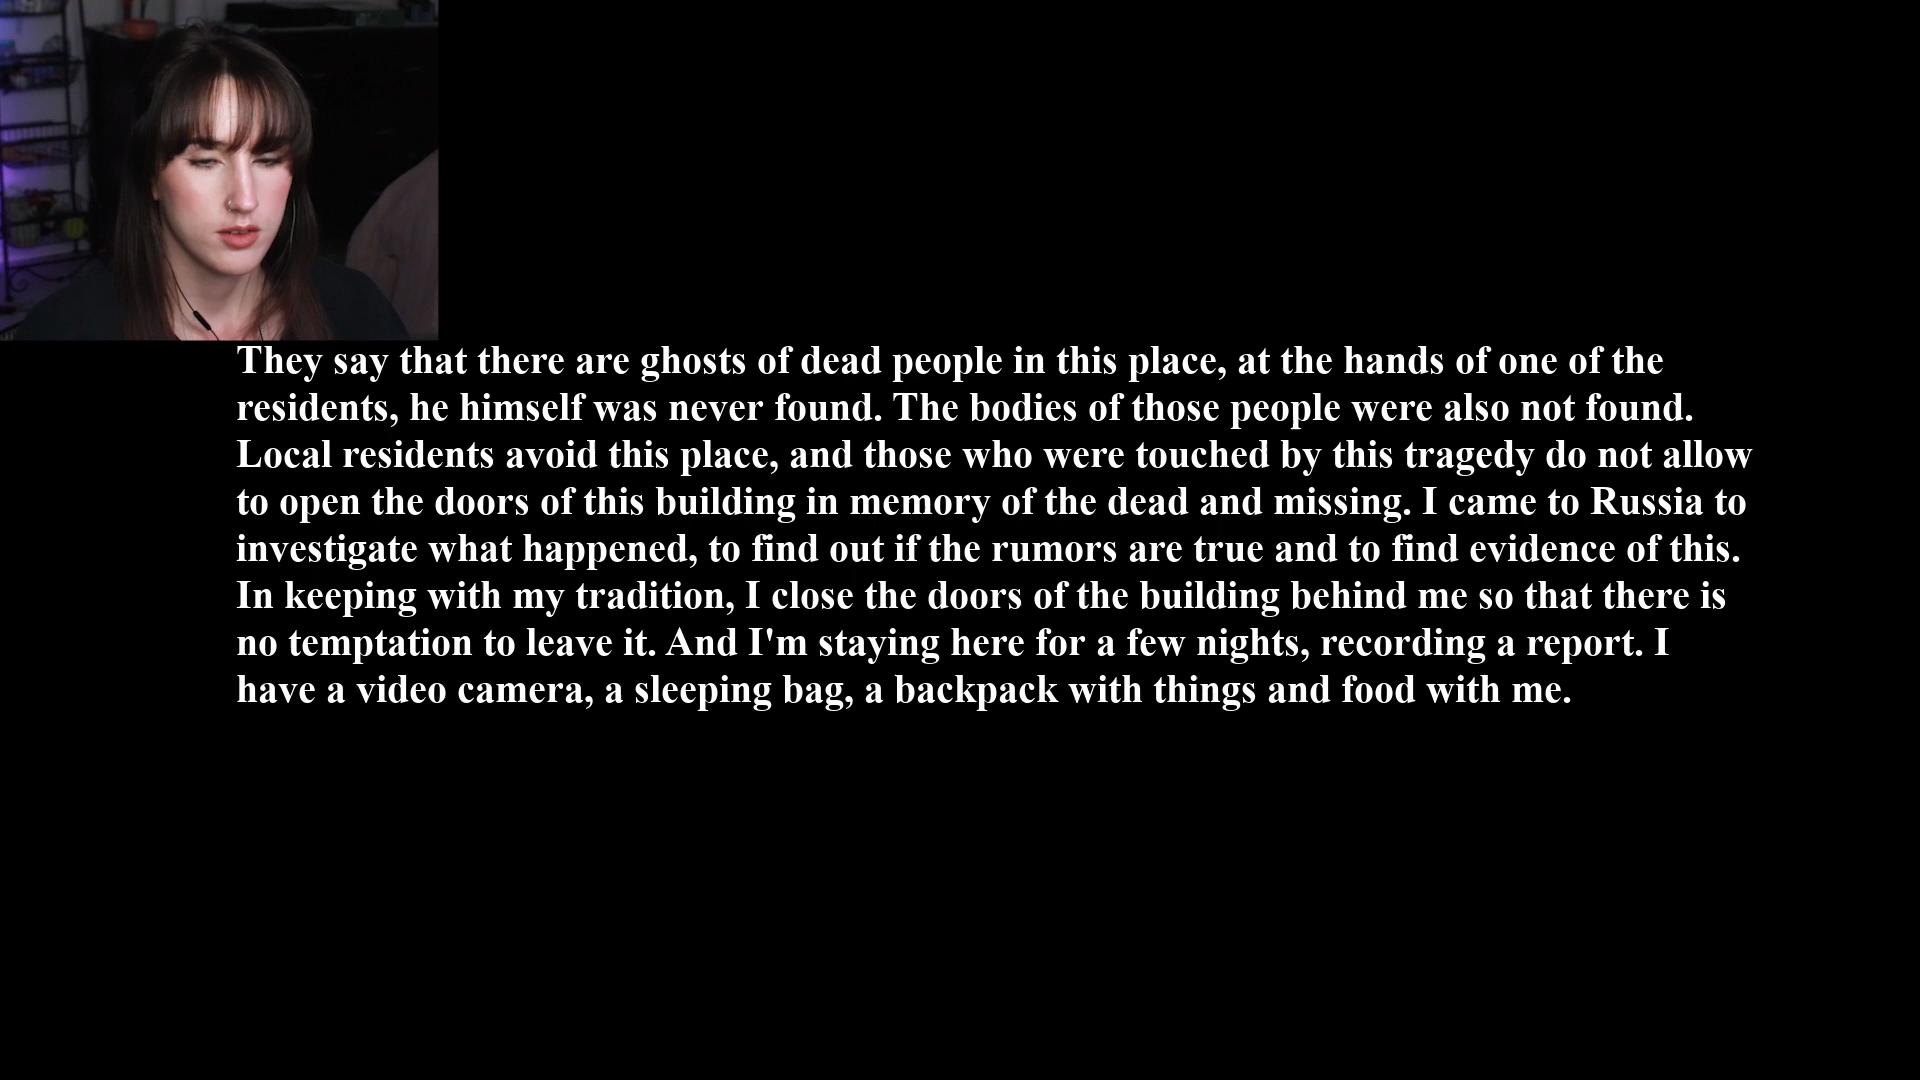 They say that there are ghosts of dead people in this place, at the hands of one of the
residents, he himself was never found. The bodies of those people were also not found.
Local residents avoid this place, and those who were touched by this tragedy do not allow
to open the doors of this building in memory of the dead and missing. I came to Russia to
investigate what happened, to find out if the rumors are true and to find evidence of this.
In keeping with my tradition, I close the doors of the building behind me so that there is
no temptation to leave it. And I'm staying here for a few nights, recording a report. I
have a video camera, a sleeping bag, a backpack with things and food with me.